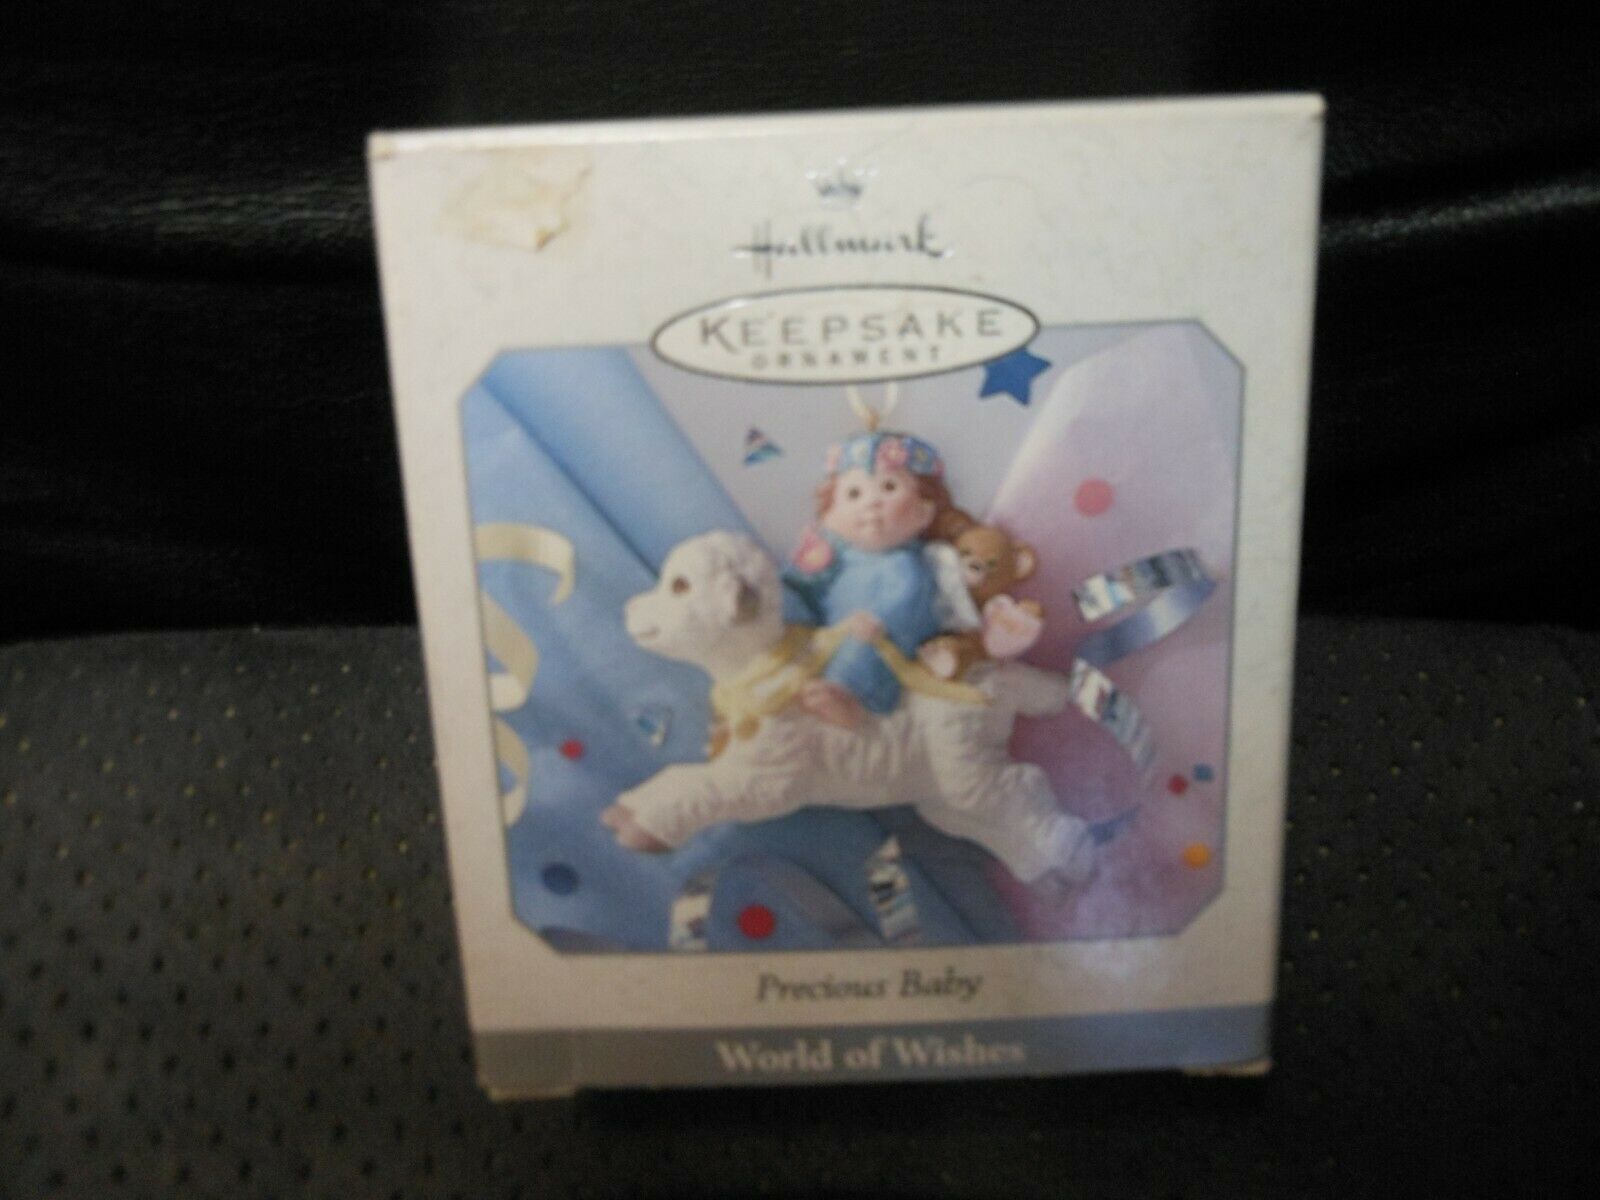 Hallmark
KEEPSAKE
ORNAMENT
Precious Baby
World of Wishes